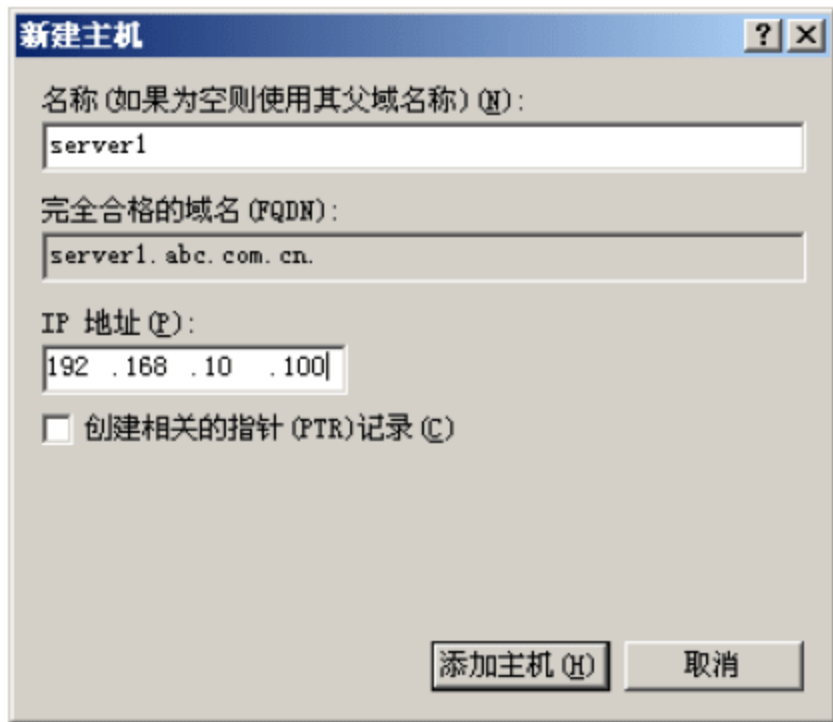 新建主机
名称(如果为空则使用其父域名称)(N):
server1
完全合格的域名(FQDN):
server1.abc.com.cn.
IP 地址(P):
192 .168 .10 .100
创建相关的指针(PTR)记录(C)
添加主机(H) 取消